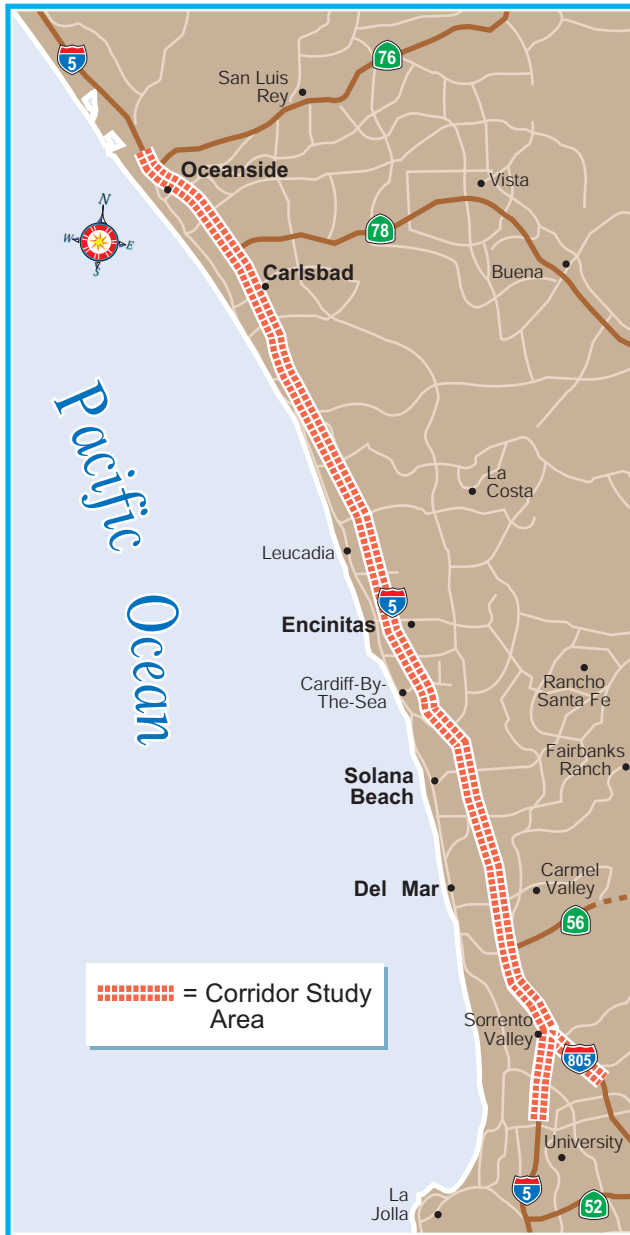 5
76
San Luis
Rey
Oceanside
Vista
N
W
E
S
78
Buena
Carlsbad
Pacific
Ocean
La
Costa
Leucadia
5
Encinitas
Cardiff-By-
The-Sea
Rancho
Santa Fe
Fairbanks
Ranch
Solana
Beach
Del Mar
Carmel
Valley
56
= Corridor Study
Area
Sorrento
Valley
805
University
5
52
La
Jolla